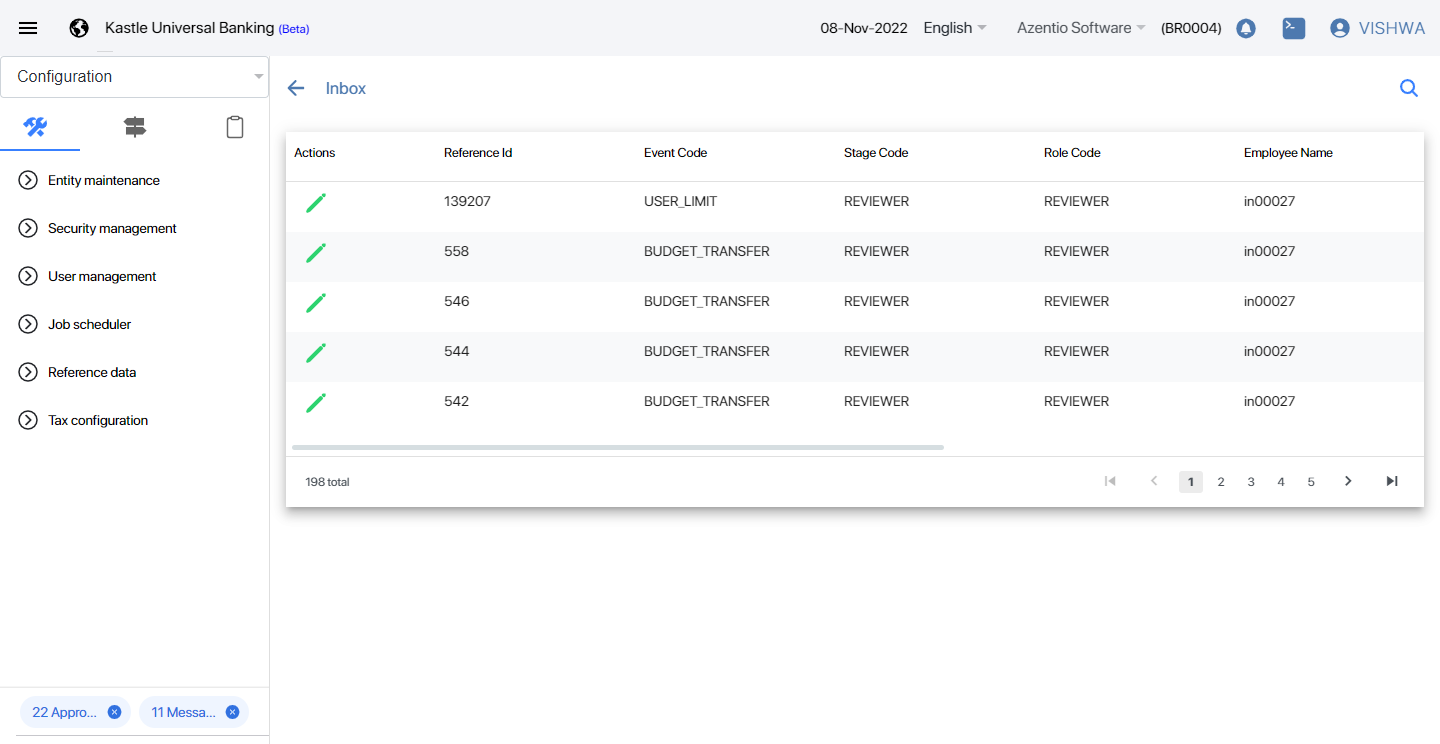 Kastle Universal Banking (Beta) 08-Nov-2022 English Azentio Software (BR0004) VISHWA
Configuration
Inbox
Entity maintenance
Security management
User management
Job scheduler
Reference data
Tax configuration
Actions Reference Id Event Code Stage Code Role Code Employee Name
139207 USER_LIMIT REVIEWER REVIEWER in00027
558 BUDGET_TRANSFER REVIEWER REVIEWER in00027
546 BUDGET_TRANSFER REVIEWER REVIEWER in00027
544 BUDGET_TRANSFER REVIEWER REVIEWER in00027
542 BUDGET_TRANSFER REVIEWER REVIEWER in00027
198 total 1 2 3 4 5
22 Appro... 11 Messa...